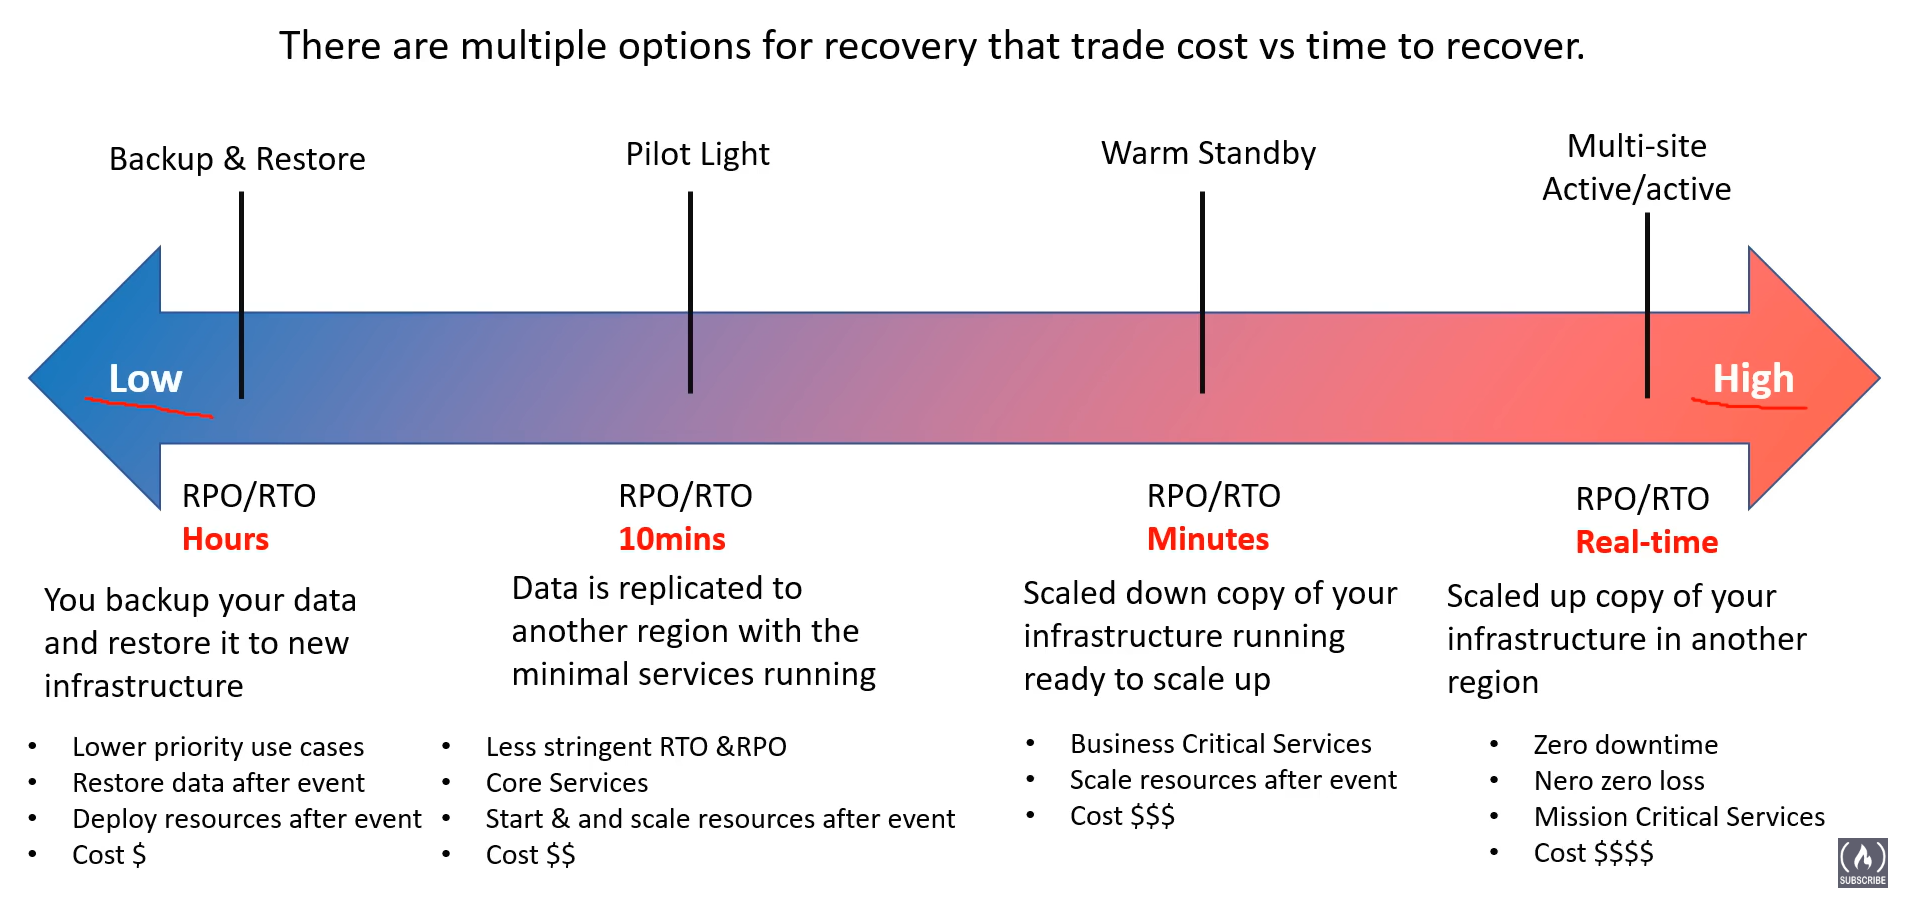 There are multiple options for recovery that trade cost vs time to recover.
Backup & Restore
Pilot Light
Warm Standby
Multi-site
Active/active
Low
High
RPO/RTO
Hours
You backup your data
and restore it to new
infrastructure
• Lower priority use cases
• Restore data after event
• Deploy resources after event
• Cost $
RPO/RTO
10mins
Data is replicated to
another region with the
minimal services running
• Less stringent RTO &RPO
• Core Services
• Start & and scale resources after event
• Cost $$
RPO/RTO
Minutes
Scaled down copy of your
infrastructure running
ready to scale up
• Business Critical Services
• Scale resources after event
• Cost $$$
RPO/RTO
Real-time
Scaled up copy of your
infrastructure in another
region
• Zero downtime
• Nero zero loss
• Mission Critical Services
• Cost $$$$
SUBSCRIBE